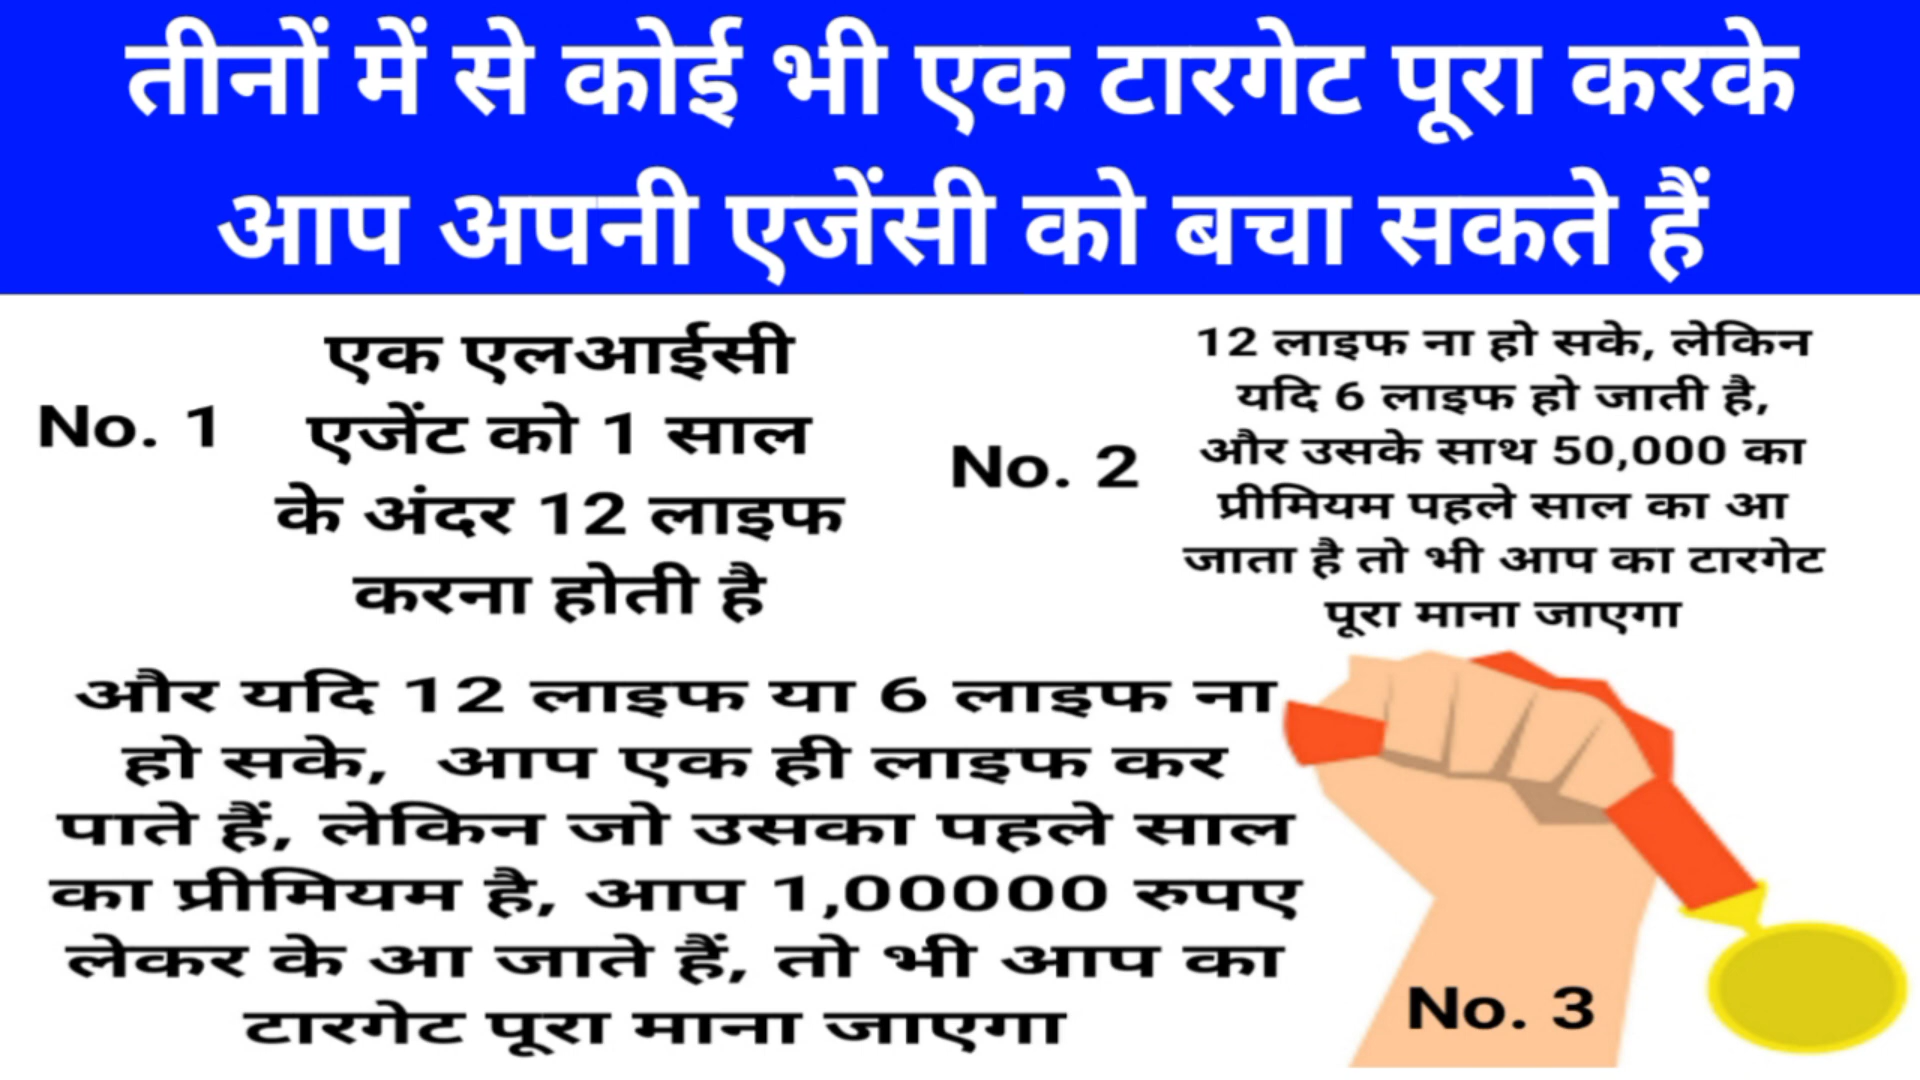 तीनों में से कोई भी एक टारगेट पूरा करके
आप अपनी एजेंसी को बचा सकते हैं
No. 1
एक एलआईसी
एजेंट को 1 साल
के अंदर 12 लाइफ
करना होती है
No. 2
12 लाइफ ना हो सके, लेकिन
यदि 6 लाइफ हो जाती है,
और उसके साथ 50,000 का
प्रीमियम पहले साल का आ
जाता है तो भी आप का टारगेट
पूरा माना जाएगा
और यदि 12 लाइफ या 6 लाइफ ना
हो सके, आप एक ही लाइफ कर
पाते हैं, लेकिन जो उसका पहले साल
का प्रीमियम है, आप 1,00000 रुपए
लेकर के आ जाते हैं, तो भी आप का
टारगेट पूरा माना जाएगा
No. 3